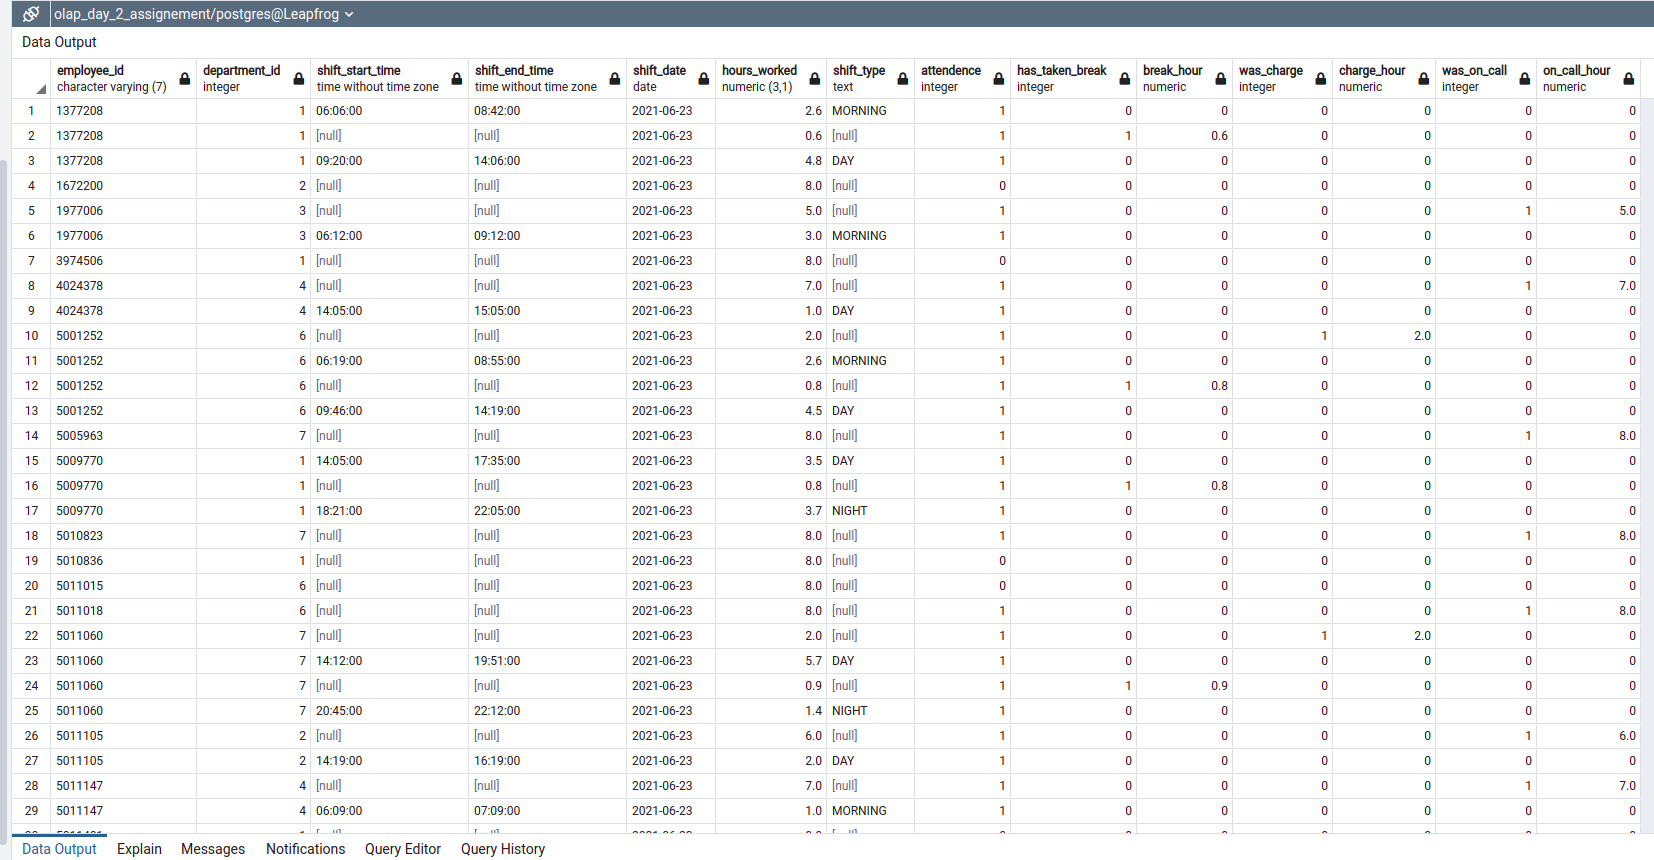 olap_day_2_assignement/postgres@Leapfrog
Data Output
employee_id department_id shift_start_time shift_end_time shift_date hours_worked shift_type attendence has_taken_break break_hour was_charge charge_hour was_on_call on_call_hour
character varying (7) integer time without time zone time without time zone date numeric (3,1) text integer integer numeric integer numeric integer numeric
1 1377208 1 06:06:00 08:42:00 2021-06-23 2.6 MORNING 1 0 0 0 0 0 0
2 1377208 1 [null] [null] 2021-06-23 0.6 [null] 1 1 0.6 0 0 0 0
3 1377208 1 09:20:00 14:06:00 2021-06-23 4.8 DAY 1 0 0 0 0 0 0
4 1672200 2 [null] [null] 2021-06-23 8.0 [null] 0 0 0 0 0 0 0
5 1977006 3 [null] [null] 2021-06-23 5.0 [null] 1 0 0 0 0 1 5.0
6 1977006 3 06:12:00 09:12:00 2021-06-23 3.0 MORNING 1 0 0 0 0 0 0
7 3974506 1 [null] [null] 2021-06-23 8.0 [null] 0 0 0 0 0 0 0
8 4024378 4 [null] [null] 2021-06-23 7.0 [null] 1 0 0 0 0 1 7.0
9 4024378 4 14:05:00 15:05:00 2021-06-23 1.0 DAY 1 0 0 0 0 0 0
10 5001252 6 [null] [null] 2021-06-23 2.0 [null] 1 0 0 1 2.0 0 0
11 5001252 6 06:19:00 08:55:00 2021-06-23 2.6 MORNING 1 0 0 0 0 0 0
12 5001252 6 [null] [null] 2021-06-23 0.8 [null] 1 1 0.8 0 0 0 0
13 5001252 6 09:46:00 14:19:00 2021-06-23 4.5 DAY 1 0 0 0 0 0 0
14 5005963 7 [null] [null] 2021-06-23 8.0 [null] 1 0 0 0 0 1 8.0
15 5009770 1 14:05:00 17:35:00 2021-06-23 3.5 DAY 1 0 0 0 0 0 0
16 5009770 1 [null] [null] 2021-06-23 0.8 [null] 1 1 0.8 0 0 0 0
17 5009770 1 18:21:00 22:05:00 2021-06-23 3.7 NIGHT 1 0 0 0 0 0 0
18 5010823 7 [null] [null] 2021-06-23 8.0 [null] 1 0 0 0 0 1 8.0
19 5010836 1 [null] [null] 2021-06-23 8.0 [null] 0 0 0 0 0 0 0
20 5011015 6 [null] [null] 2021-06-23 8.0 [null] 0 0 0 0 0 0 0
21 5011018 6 [null] [null] 2021-06-23 8.0 [null] 1 0 0 0 0 1 8.0
22 5011060 7 [null] [null] 2021-06-23 2.0 [null] 1 0 0 1 2.0 0 0
23 5011060 7 14:12:00 19:51:00 2021-06-23 5.7 DAY 1 0 0 0 0 0 0
24 5011060 7 [null] [null] 2021-06-23 0.9 [null] 1 1 0.9 0 0 0 0
25 5011060 7 20:45:00 22:12:00 2021-06-23 1.4 NIGHT 1 0 0 0 0 0 0
26 5011105 2 [null] [null] 2021-06-23 6.0 [null] 1 0 0 0 0 1 6.0
27 5011105 2 14:19:00 16:19:00 2021-06-23 2.0 DAY 1 0 0 0 0 0 0
28 5011147 4 [null] [null] 2021-06-23 7.0 [null] 1 0 0 0 0 1 7.0
29 5011147 4 06:09:00 07:09:00 2021-06-23 1.0 MORNING 1 0 0 0 0 0 0
Data Output Explain Messages Notifications Query Editor Query History